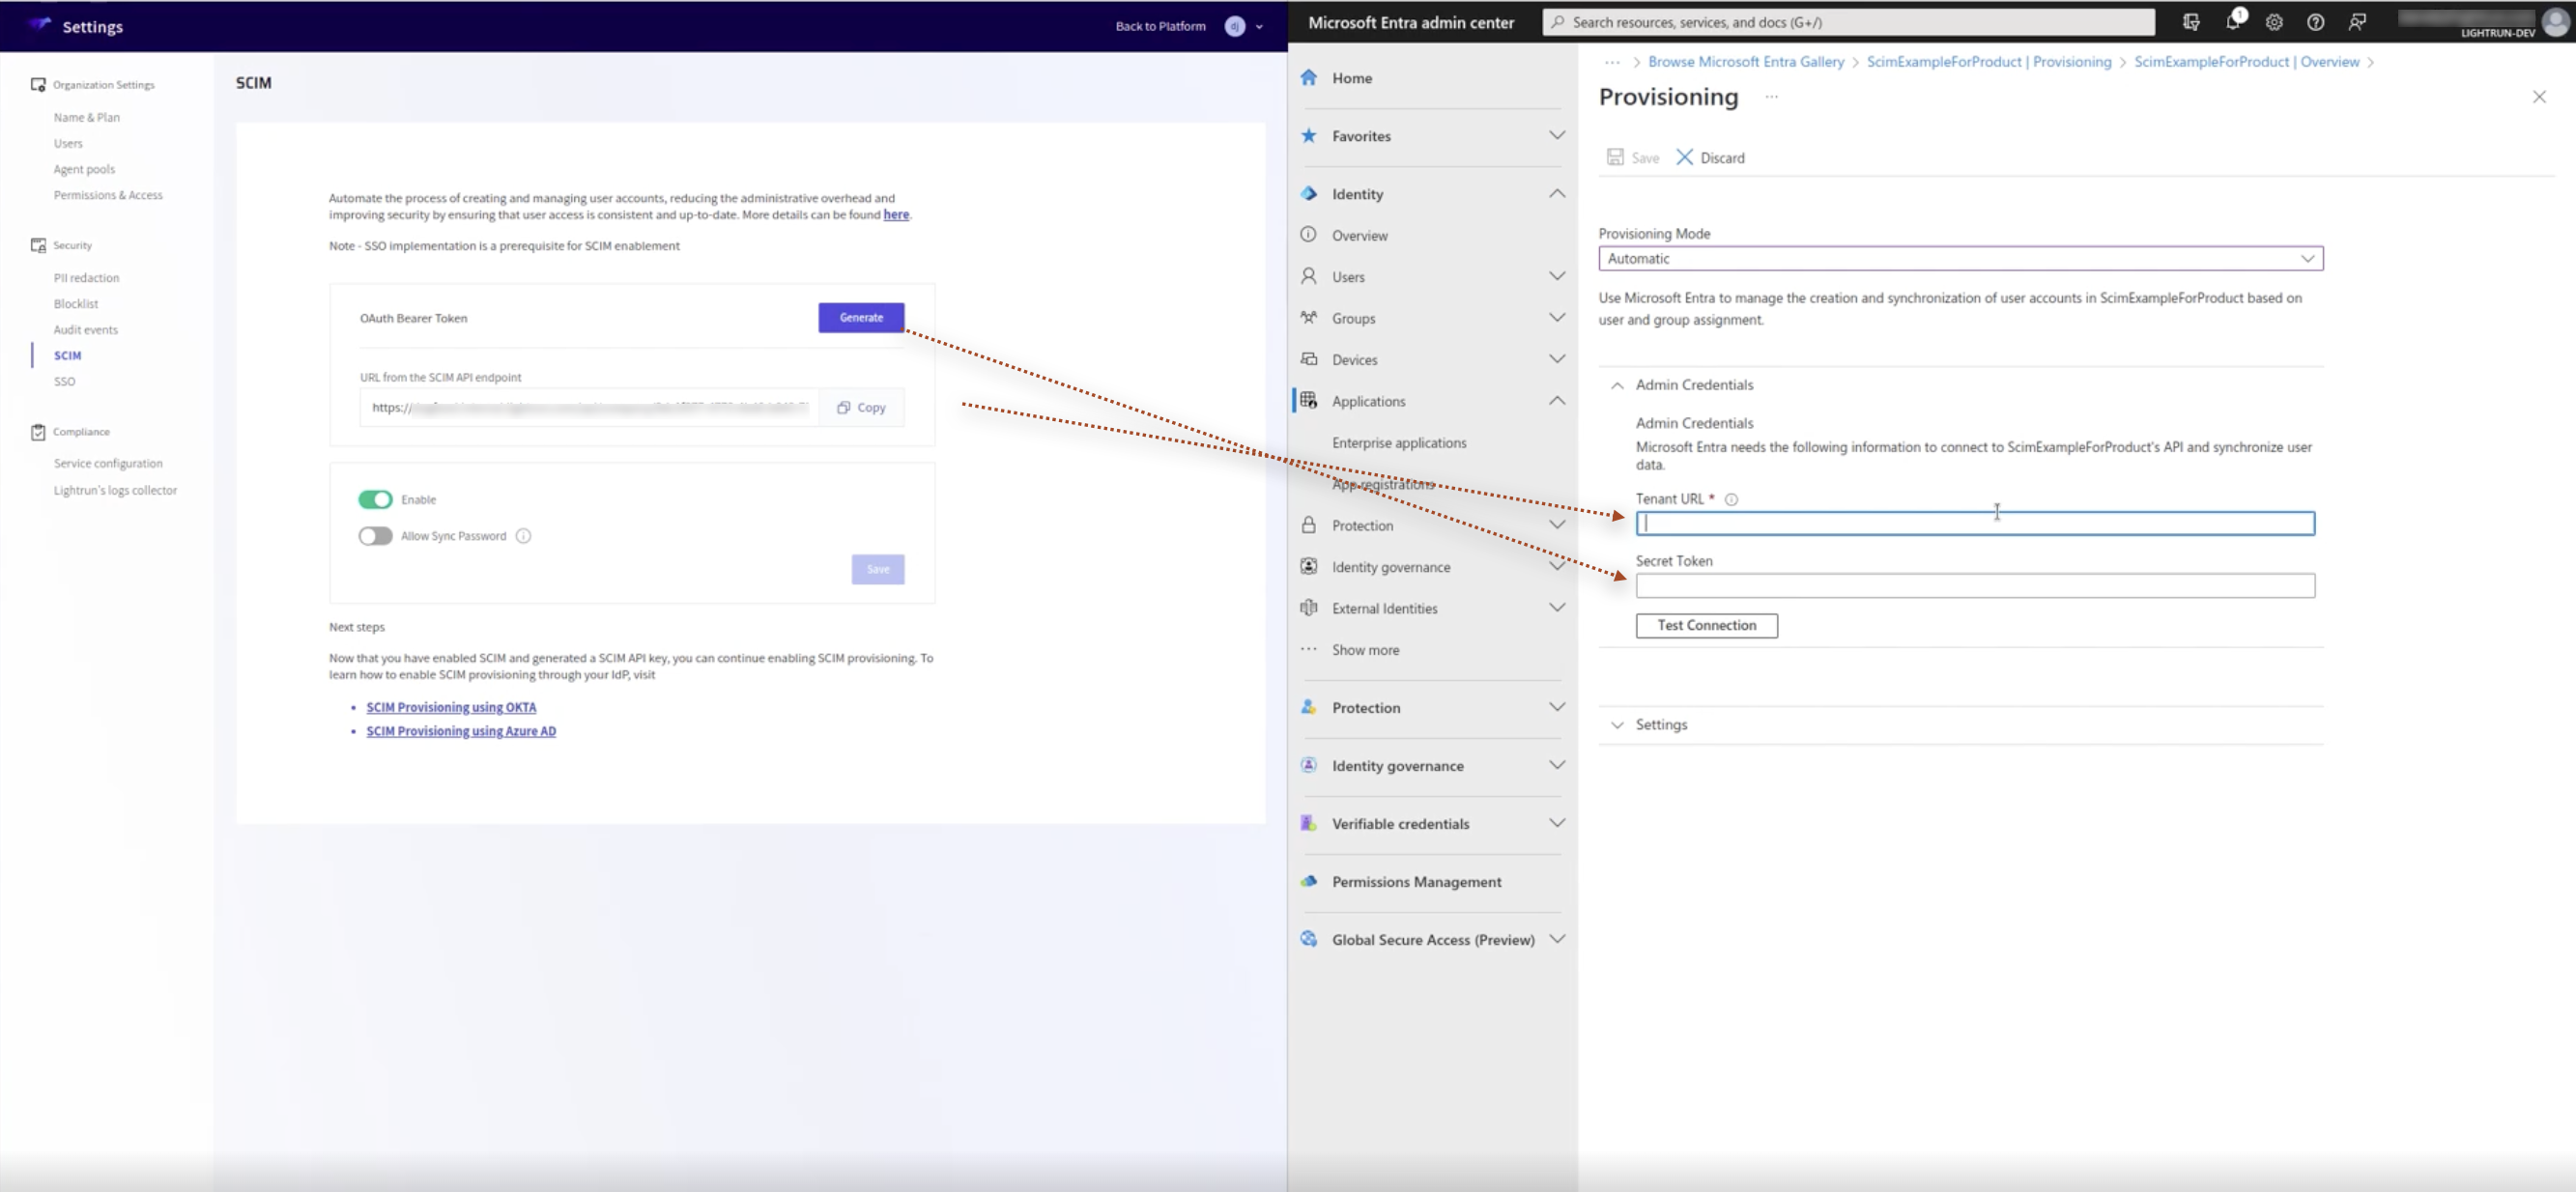 Settings
Back to Platform
dj
Organization Settings
Name & Plan
Users
Agent pools
Permissions & Access
Security
PII redaction
Blocklist
Audit events
SCIM
SSO
Compliance
Service configuration
Lightrun's logs collector
SCIM
Automate the process of creating and managing user accounts, reducing the administrative overhead and
improving security by ensuring that user access is consistent and up-to-date. More details can be found here.
Note - SSO implementation is a prerequisite for SCIM enablement
OAuth Bearer Token
Generate
URL from the SCIM API endpoint
https://
Copy
Enable
Allow Sync Password
Save
Next steps
Now that you have enabled SCIM and generated a SCIM API key, you can continue enabling SCIM provisioning. To
learn how to enable SCIM provisioning through your IdP, visit
• SCIM Provisioning using OKTA
• SCIM Provisioning using Azure AD
Microsoft Entra admin center
Search resources, services, and docs (G+/)
1
LIGHTRUN-DEV
Home
Favorites
Identity
Overview
Users
Groups
Devices
Applications
Enterprise applications
App registrations
Protection
Identity governance
External Identities
Show more
Protection
Identity governance
Verifiable credentials
Permissions Management
Global Secure Access (Preview)
··· > Browse Microsoft Entra Gallery > ScimExampleForProduct | Provisioning > ScimExampleForProduct | Overview >
Provisioning ···
Save
Discard
Provisioning Mode
Automatic
Use Microsoft Entra to manage the creation and synchronization of user accounts in ScimExampleForProduct based on
user and group assignment.
Admin Credentials
Admin Credentials
Microsoft Entra needs the following information to connect to ScimExampleForProduct's API and synchronize user
data.
Tenant URL *
Secret Token
Test Connection
Settings